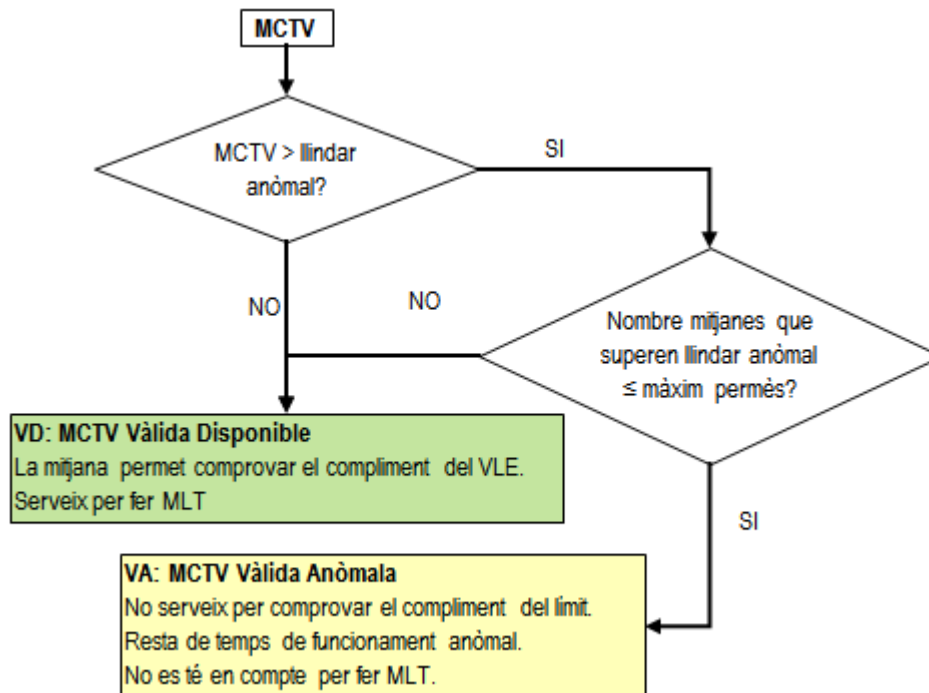 MCTV
MCTV > llindar
anòmal?
SI
NO
NO
Nombre mitjanes que
superen llindar anòmal
≤ màxim permès?
VD: MCTV Vàlida Disponible
La mitjana permet comprovar el compliment del VLE.
Serveix per fer MLT
SI
VA: MCTV Vàlida Anòmala
No serveix per comprovar el compliment del límit.
Resta de temps de funcionament anòmal.
No es té en compte per fer MLT.